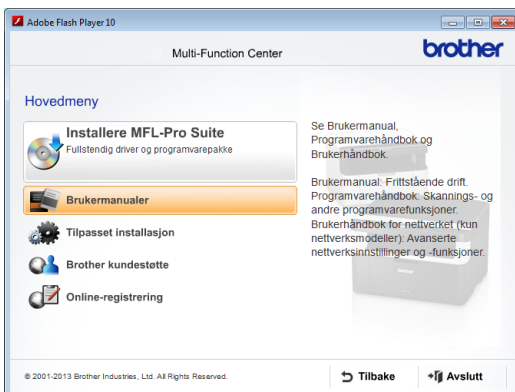 Adobe Flash Player 10
Multi-Function Center
brother
Hovedmeny
Installere MFL-Pro Suite
Fullstendig driver og programvarepakke
Brukermanualer
Tilpasset installasjon
Brother kundestøtte
Online-registrering
Se Brukermanual,
Programvarehåndbok og
Brukerhåndbok.
Brukermanual: Frittstående drift.
Programvarehåndbok: Skannings- og
andre programvarefunksjoner.
Brukerhåndbok for nettverket (kun
nettverksmodeller): Avanserte
nettverksinnstillinger og -funksjoner.
© 2001-2013 Brother Industries, Ltd. All Rights Reserved.
Tilbake
Avslutt